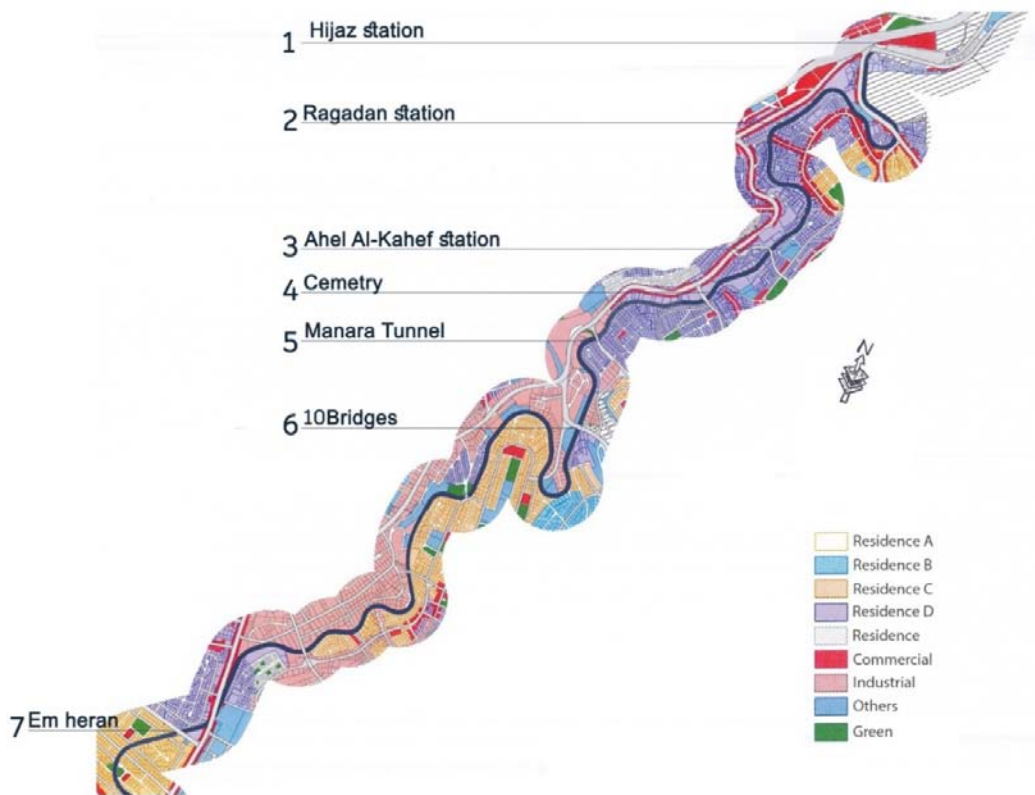 1 Hijaz station
2 Ragadan station
3 Ahel Al-Kahef station
4 Cemetry
5 Manara Tunnel
N
6 10Bridges
Residence A
Residence B
Residence C
Residence D
Residence
Commercial
Industrial
Others
Green
7 Em heran